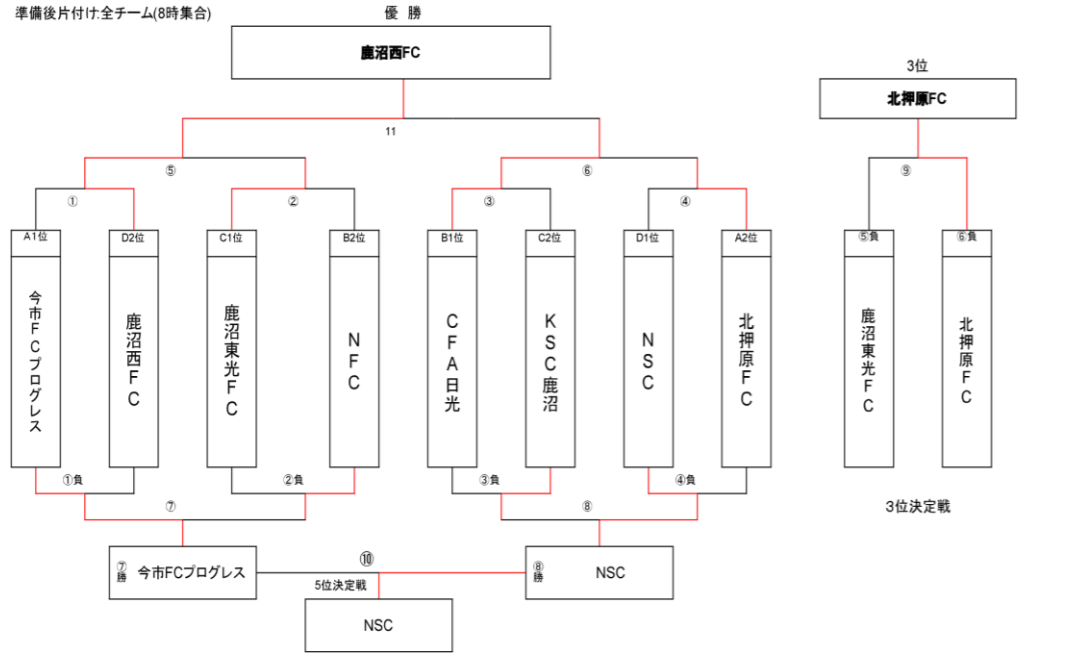 準備後片付け:全チーム(8時集合)
優 勝
鹿沼西FC
3位
北押原FC
11
⑤
⑥
⑨
①
②
③
④
A1位
D2位
C1位
B2位
B1位
C2位
D1位
A2位
⑤負
⑥負
今市FCプログレス
鹿沼西FC
鹿沼東光FC
NFC
CFA日光
KSC鹿沼
NSC
北押原FC
鹿沼東光FC
北押原FC
①負
②負
③負
④負
⑦
⑧
3位決定戦
⑦勝
今市FCプログレス
⑩
⑧勝
NSC
5位決定戦
NSC